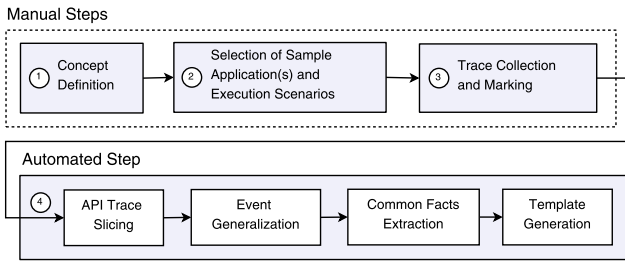 Manual Steps
1
Concept
Definition
2
Selection of Sample
Application(s) and
Execution Scenarios
3
Trace Collection
and Marking
Automated Step
4
API Trace
Slicing
Event
Generalization
Common Facts
Extraction
Template
Generation